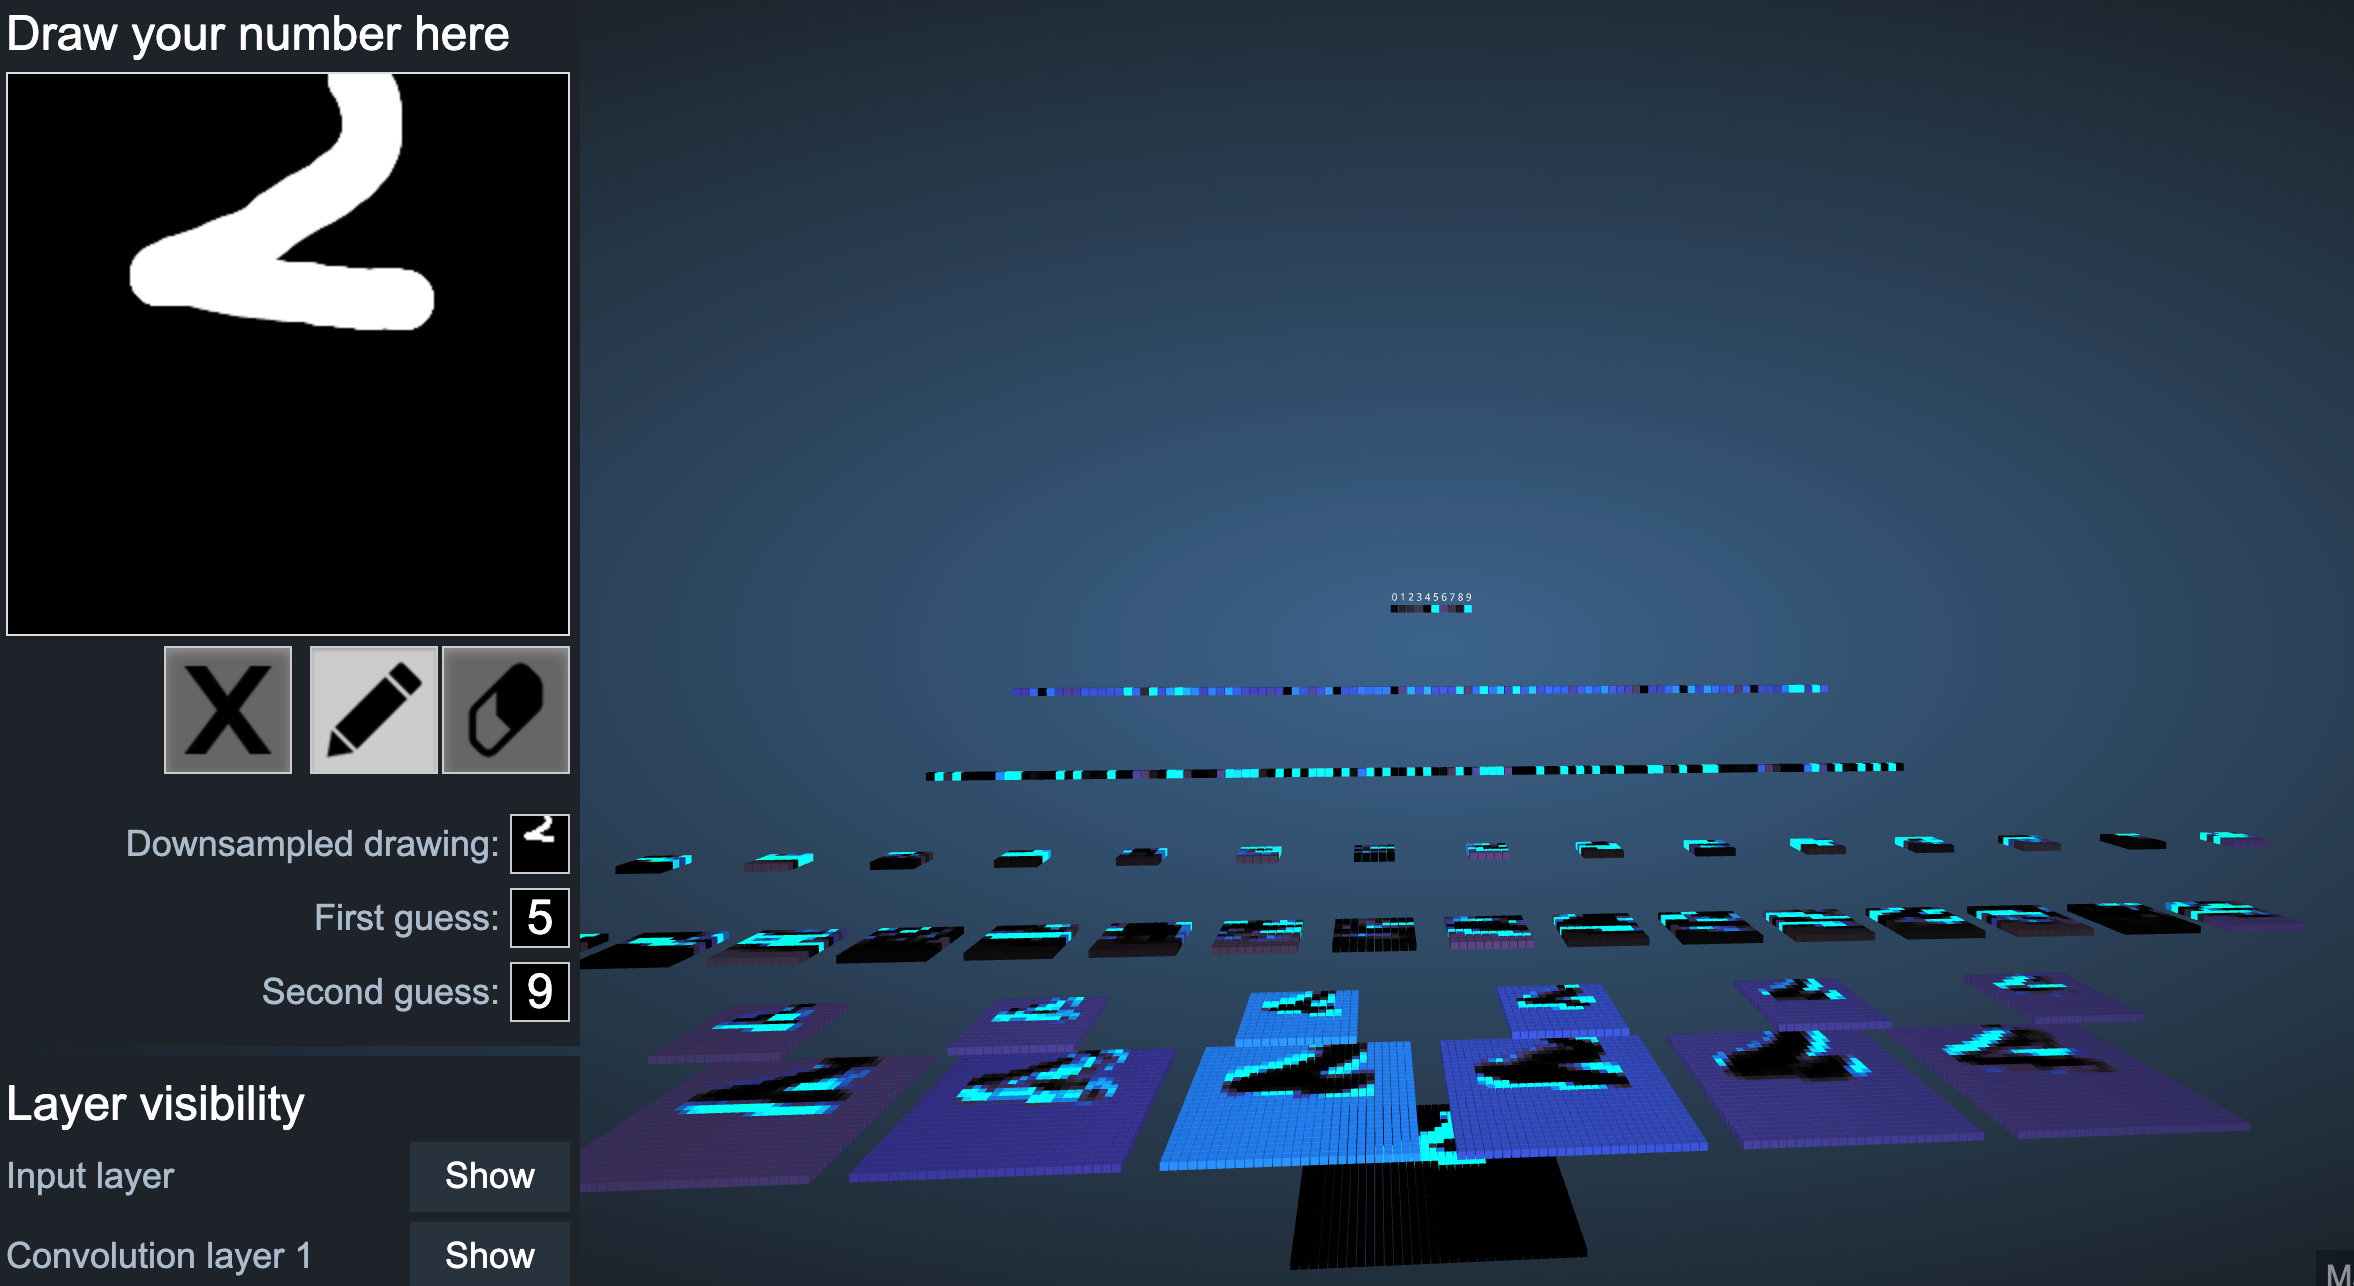 Draw your number here
X
Downsampled drawing: 2
First guess: 5
Second guess: 9
Layer visibility
Input layer Show
Convolution layer 1 Show
0 1 2 3 4 5 6 7 8 9